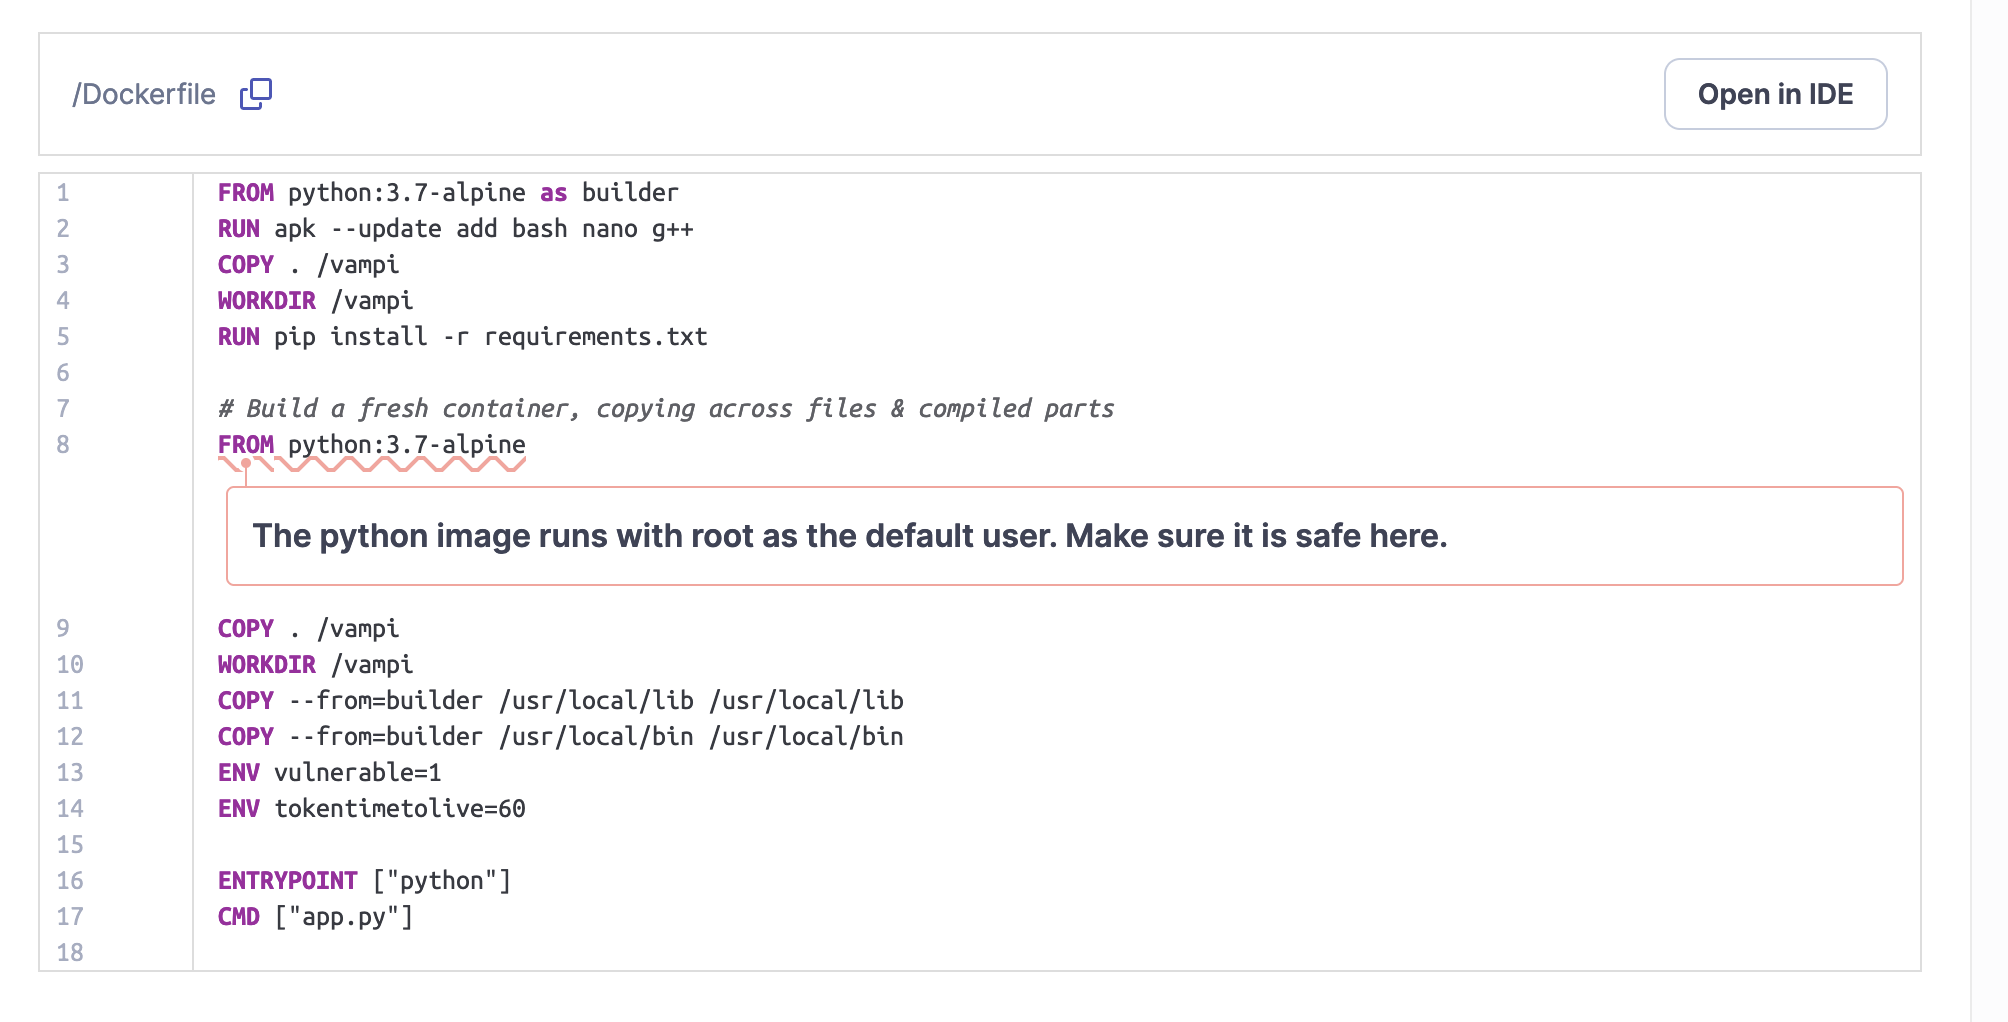 /Dockerfile
Open in IDE
1 FROM python:3.7-alpine as builder
2 RUN apk --update add bash nano g++
3 COPY . /vampi
4 WORKDIR /vampi
5 RUN pip install -r requirements.txt
6
7 # Build a fresh container, copying across files & compiled parts
8 FROM python:3.7-alpine
The python image runs with root as the default user. Make sure it is safe here.
9 COPY . /vampi
10 WORKDIR /vampi
11 COPY --from=builder /usr/local/lib /usr/local/lib
12 COPY --from=builder /usr/local/bin /usr/local/bin
13 ENV vulnerable=1
14 ENV tokentimetolive=60
15
16 ENTRYPOINT ["python"]
17 CMD ["app.py"]
18